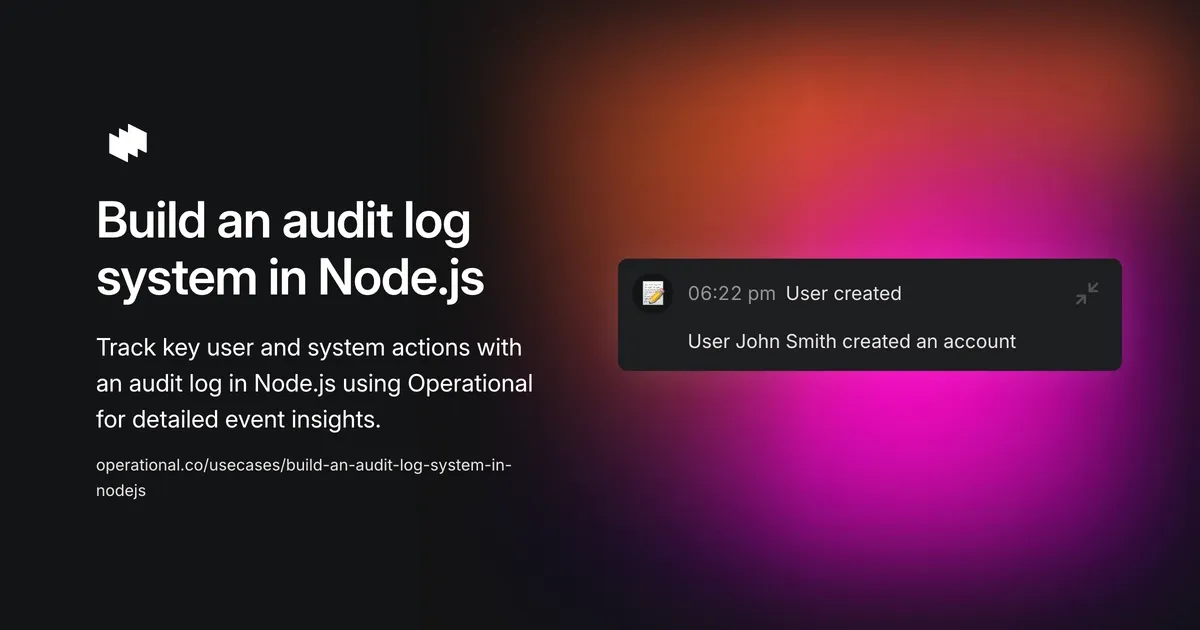 Build an audit log
system in Node.js
Track key user and system actions with
an audit log in Node.js using Operational
for detailed event insights.
operational.co/usecases/build-an-audit-log-system-in-
nodejs
06:22 pm User created
User John Smith created an account